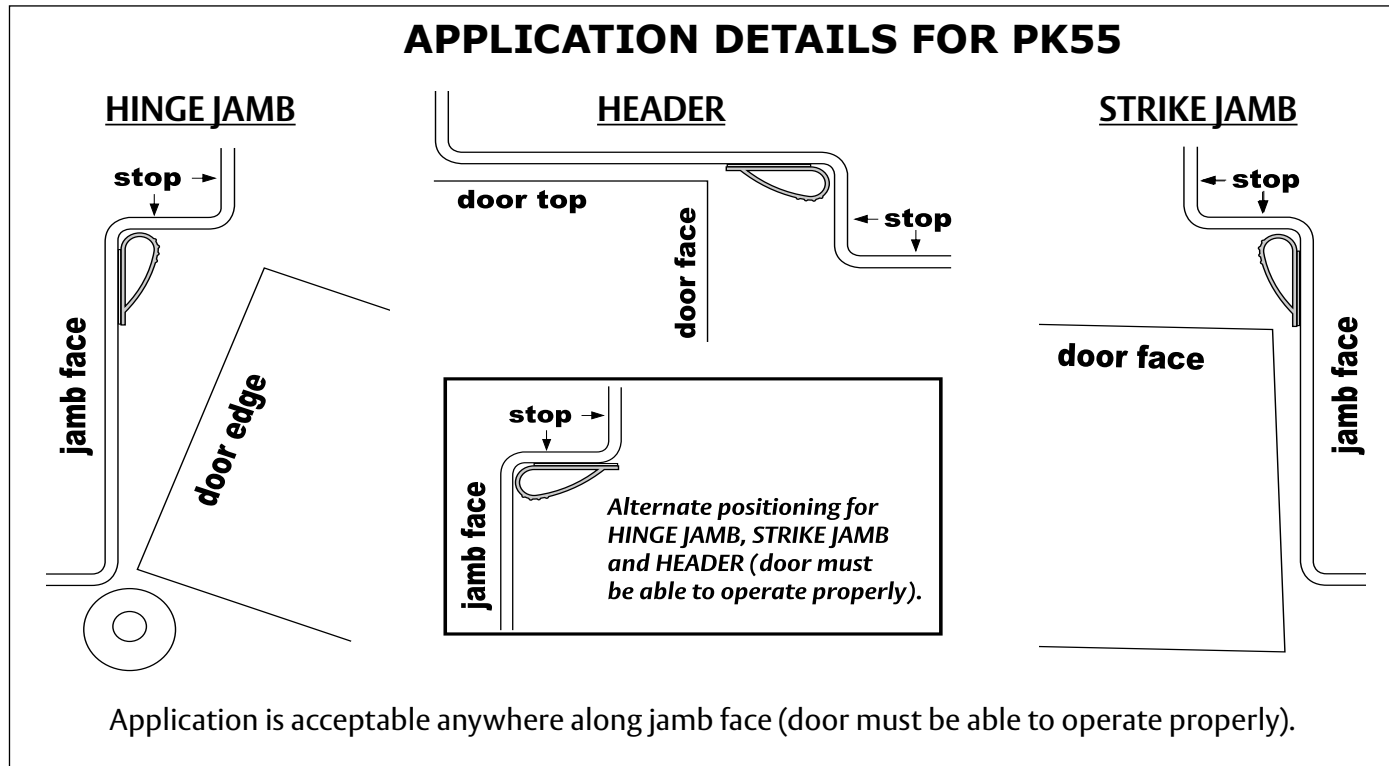 APPLICATION DETAILS FOR PK55
HINGE JAMB
stop
jamb face
door edge
HEADER
door top
door face
stop
STRIKE JAMB
stop
door face
jamb face
stop
jamb face
Alternate positioning for
HINGE JAMB, STRIKE JAMB
and HEADER (door must
be able to operate properly).
Application is acceptable anywhere along jamb face (door must be able to operate properly).